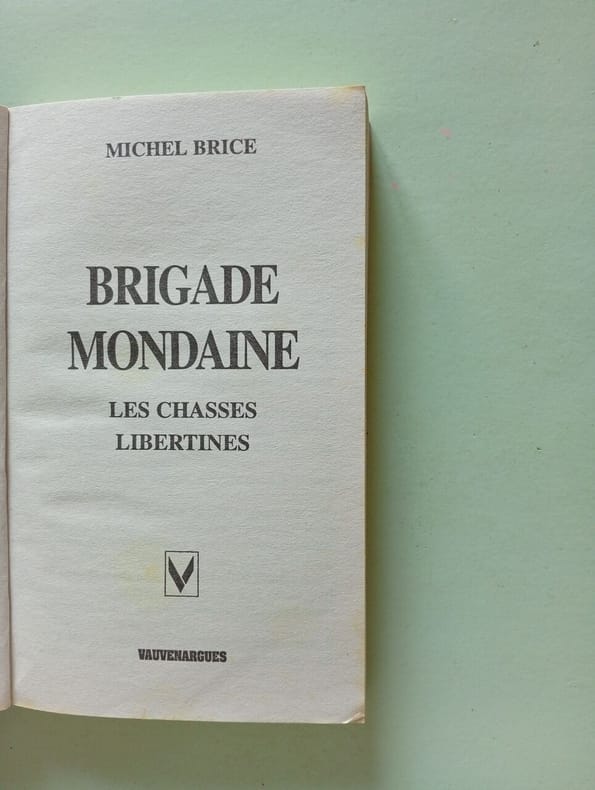 MICHEL BRICE
BRIGADE
MONDAINE
LES CHASSES
LIBERTINES
VAUVENARGUES